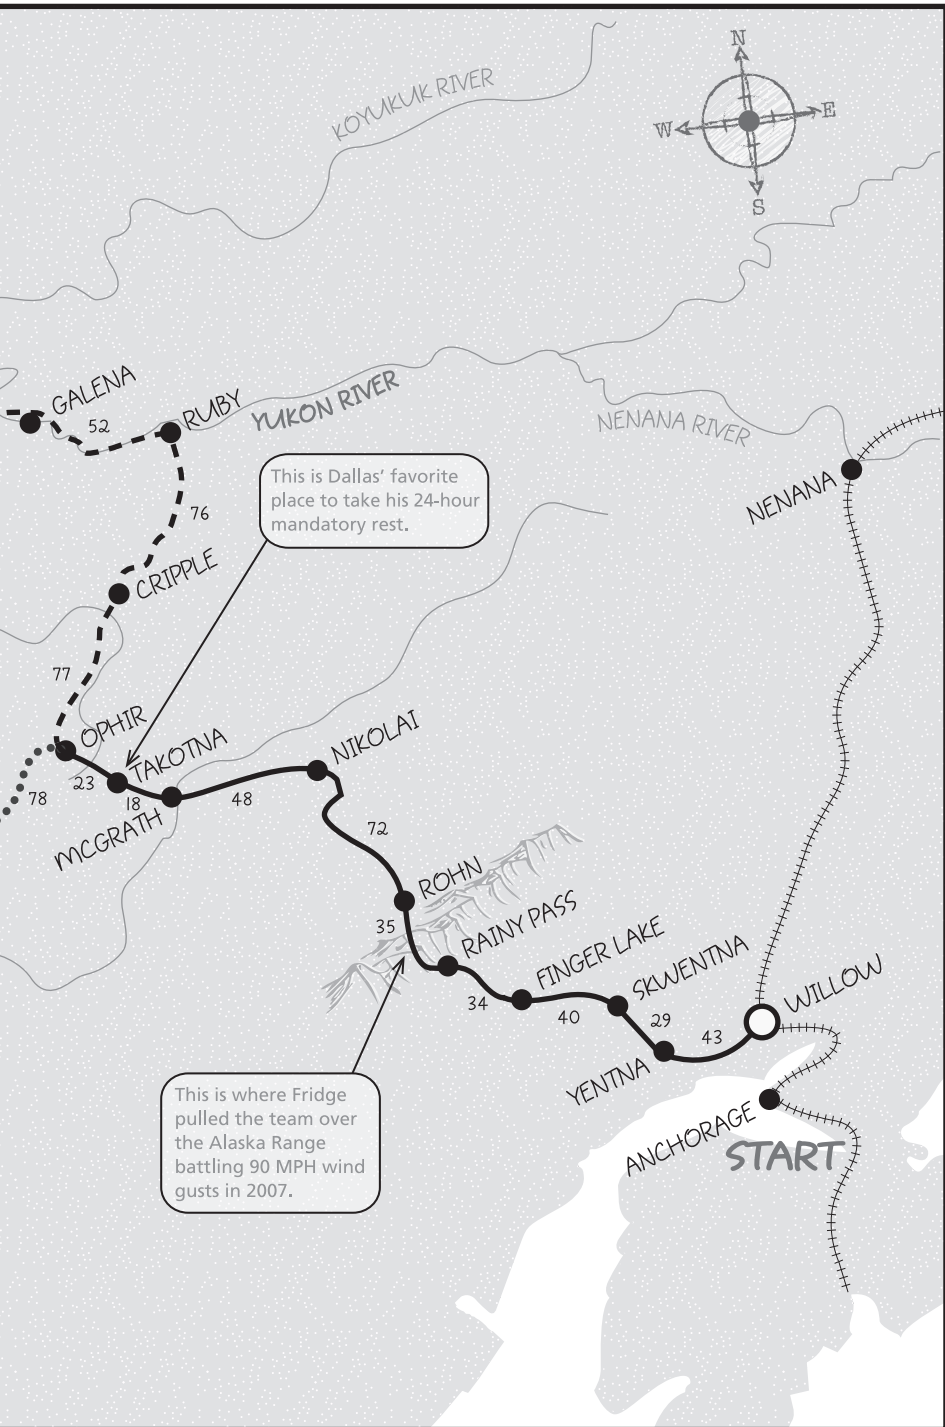 N
KOYUKUK RIVER
W
E
S
GALENA
52
RUBY
YUKON RIVER
NENANA RIVER
NENANA
This is Dallas’ favorite
place to take his 24-hour
mandatory rest.
76
CRIPPLE
77
OPHIR
TAKOTNA
NIKOLAI
23
78
18
48
MCGRATH
72
ROHN
35
RAINY PASS
FINGER LAKE
SKWENTNA
WILLOW
34
40
29
43
YENTNA
ANCHORAGE
START
This is where Fridge
pulled the team over
the Alaska Range
battling 90 MPH wind
gusts in 2007.